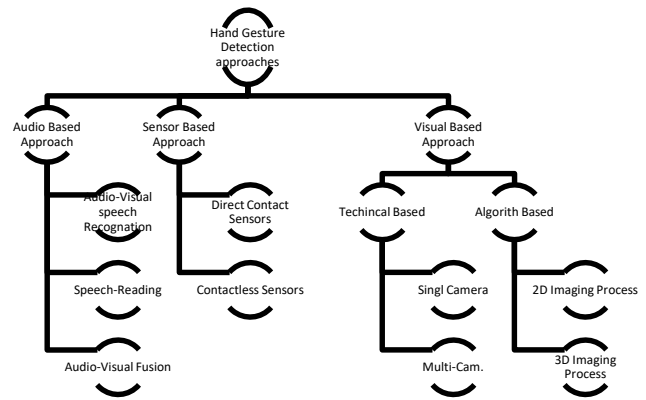 Hand Gesture
Detection
approaches
Audio Based
Approach
Sensor Based
Approach
Visual Based
Approach
Audio-Visual
speech
Recognation
Direct Contact
Sensors
Techincal Based
Algorith Based
Speech-Reading
Contactless Sensors
Singl Camera
2D Imaging Process
Audio-Visual Fusion
Multi-Cam.
3D Imaging
Process